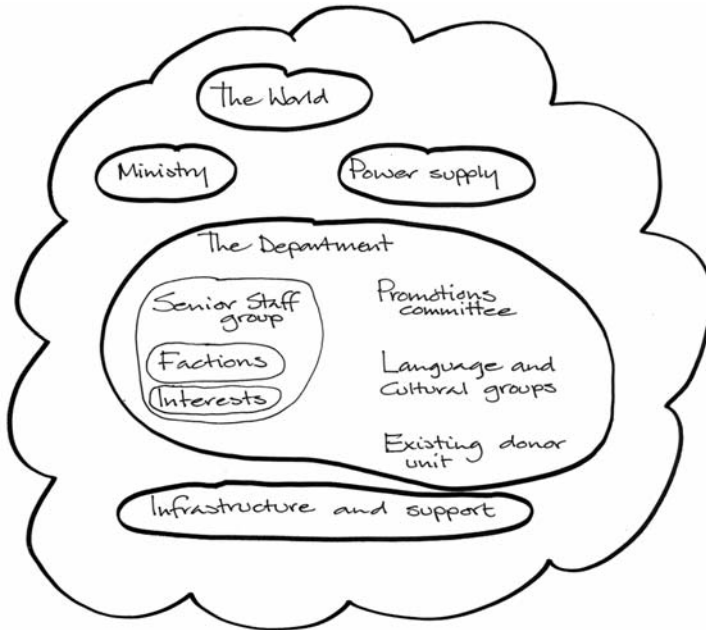 The World
Ministry
Power supply
The Department
Senior Staff
group
Promotions
committee
Factions
Interests
Language and
Cultural groups
Existing donor
unit
Infrastructure and support